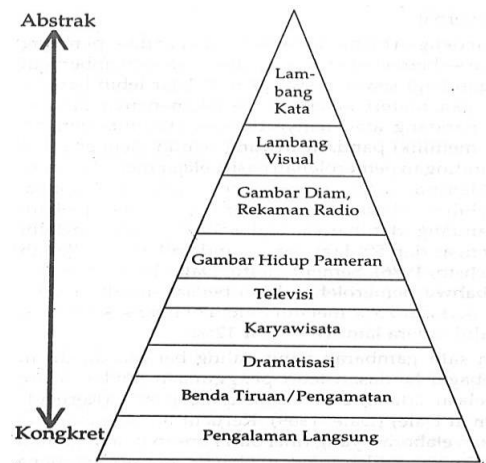 Abstrak
Lam-
bang
Kata
Lambang
Visual
Gambar Diam,
Rekaman Radio
Gambar Hidup Pameran
Televisi
Karyawisata
Dramatisasi
Benda Tiruan/Pengamatan
Pengalaman Langsung
Kongkret